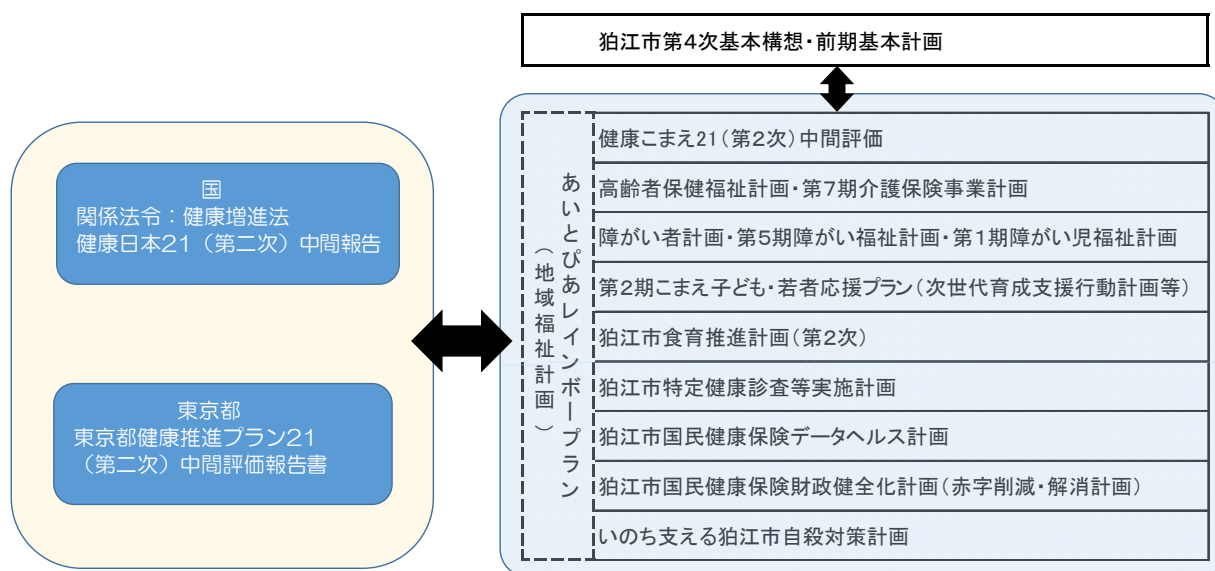 狛江市第4次基本構想・前期基本計画
国
関係法令：健康増進法
健康日本21（第二次）中間報告
東京都
東京都健康推進プラン21
（第二次）中間評価報告書
あいとぴあレインボープラン
（地域福祉計画）
健康こまえ21（第2次）中間評価
高齢者保健福祉計画・第7期介護保険事業計画
障がい者計画・第5期障がい福祉計画・第1期障がい児福祉計画
第2期こまえ子ども・若者応援プラン（次世代育成支援行動計画等）
狛江市食育推進計画（第2次）
狛江市特定健康診査等実施計画
狛江市国民健康保険データヘルス計画
狛江市国民健康保険財政健全化計画（赤字削減・解消計画）
いのち支える狛江市自殺対策計画